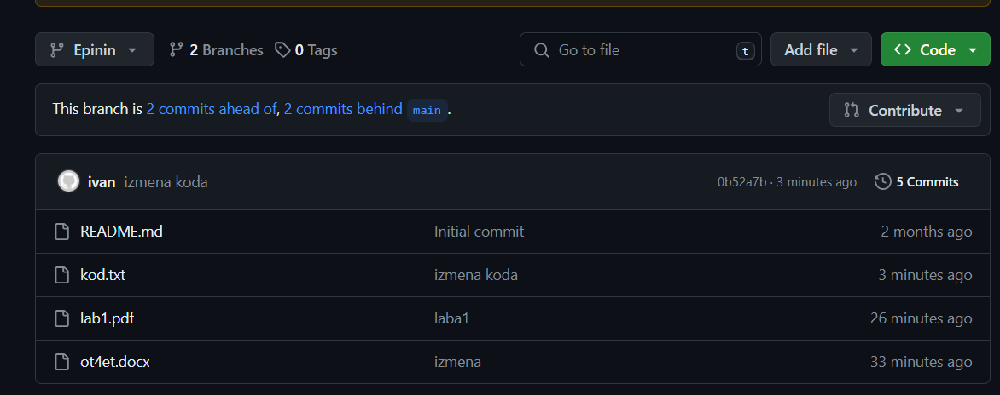 Epinin 2 Branches 0 Tags Go to file t Add file Code
This branch is 2 commits ahead of, 2 commits behind main.
Contribute
ivan izmena koda 0b52a7b · 3 minutes ago 5 Commits
README.md Initial commit 2 months ago
kod.txt izmena koda 3 minutes ago
lab1.pdf laba1 26 minutes ago
ot4et.docx izmena 33 minutes ago